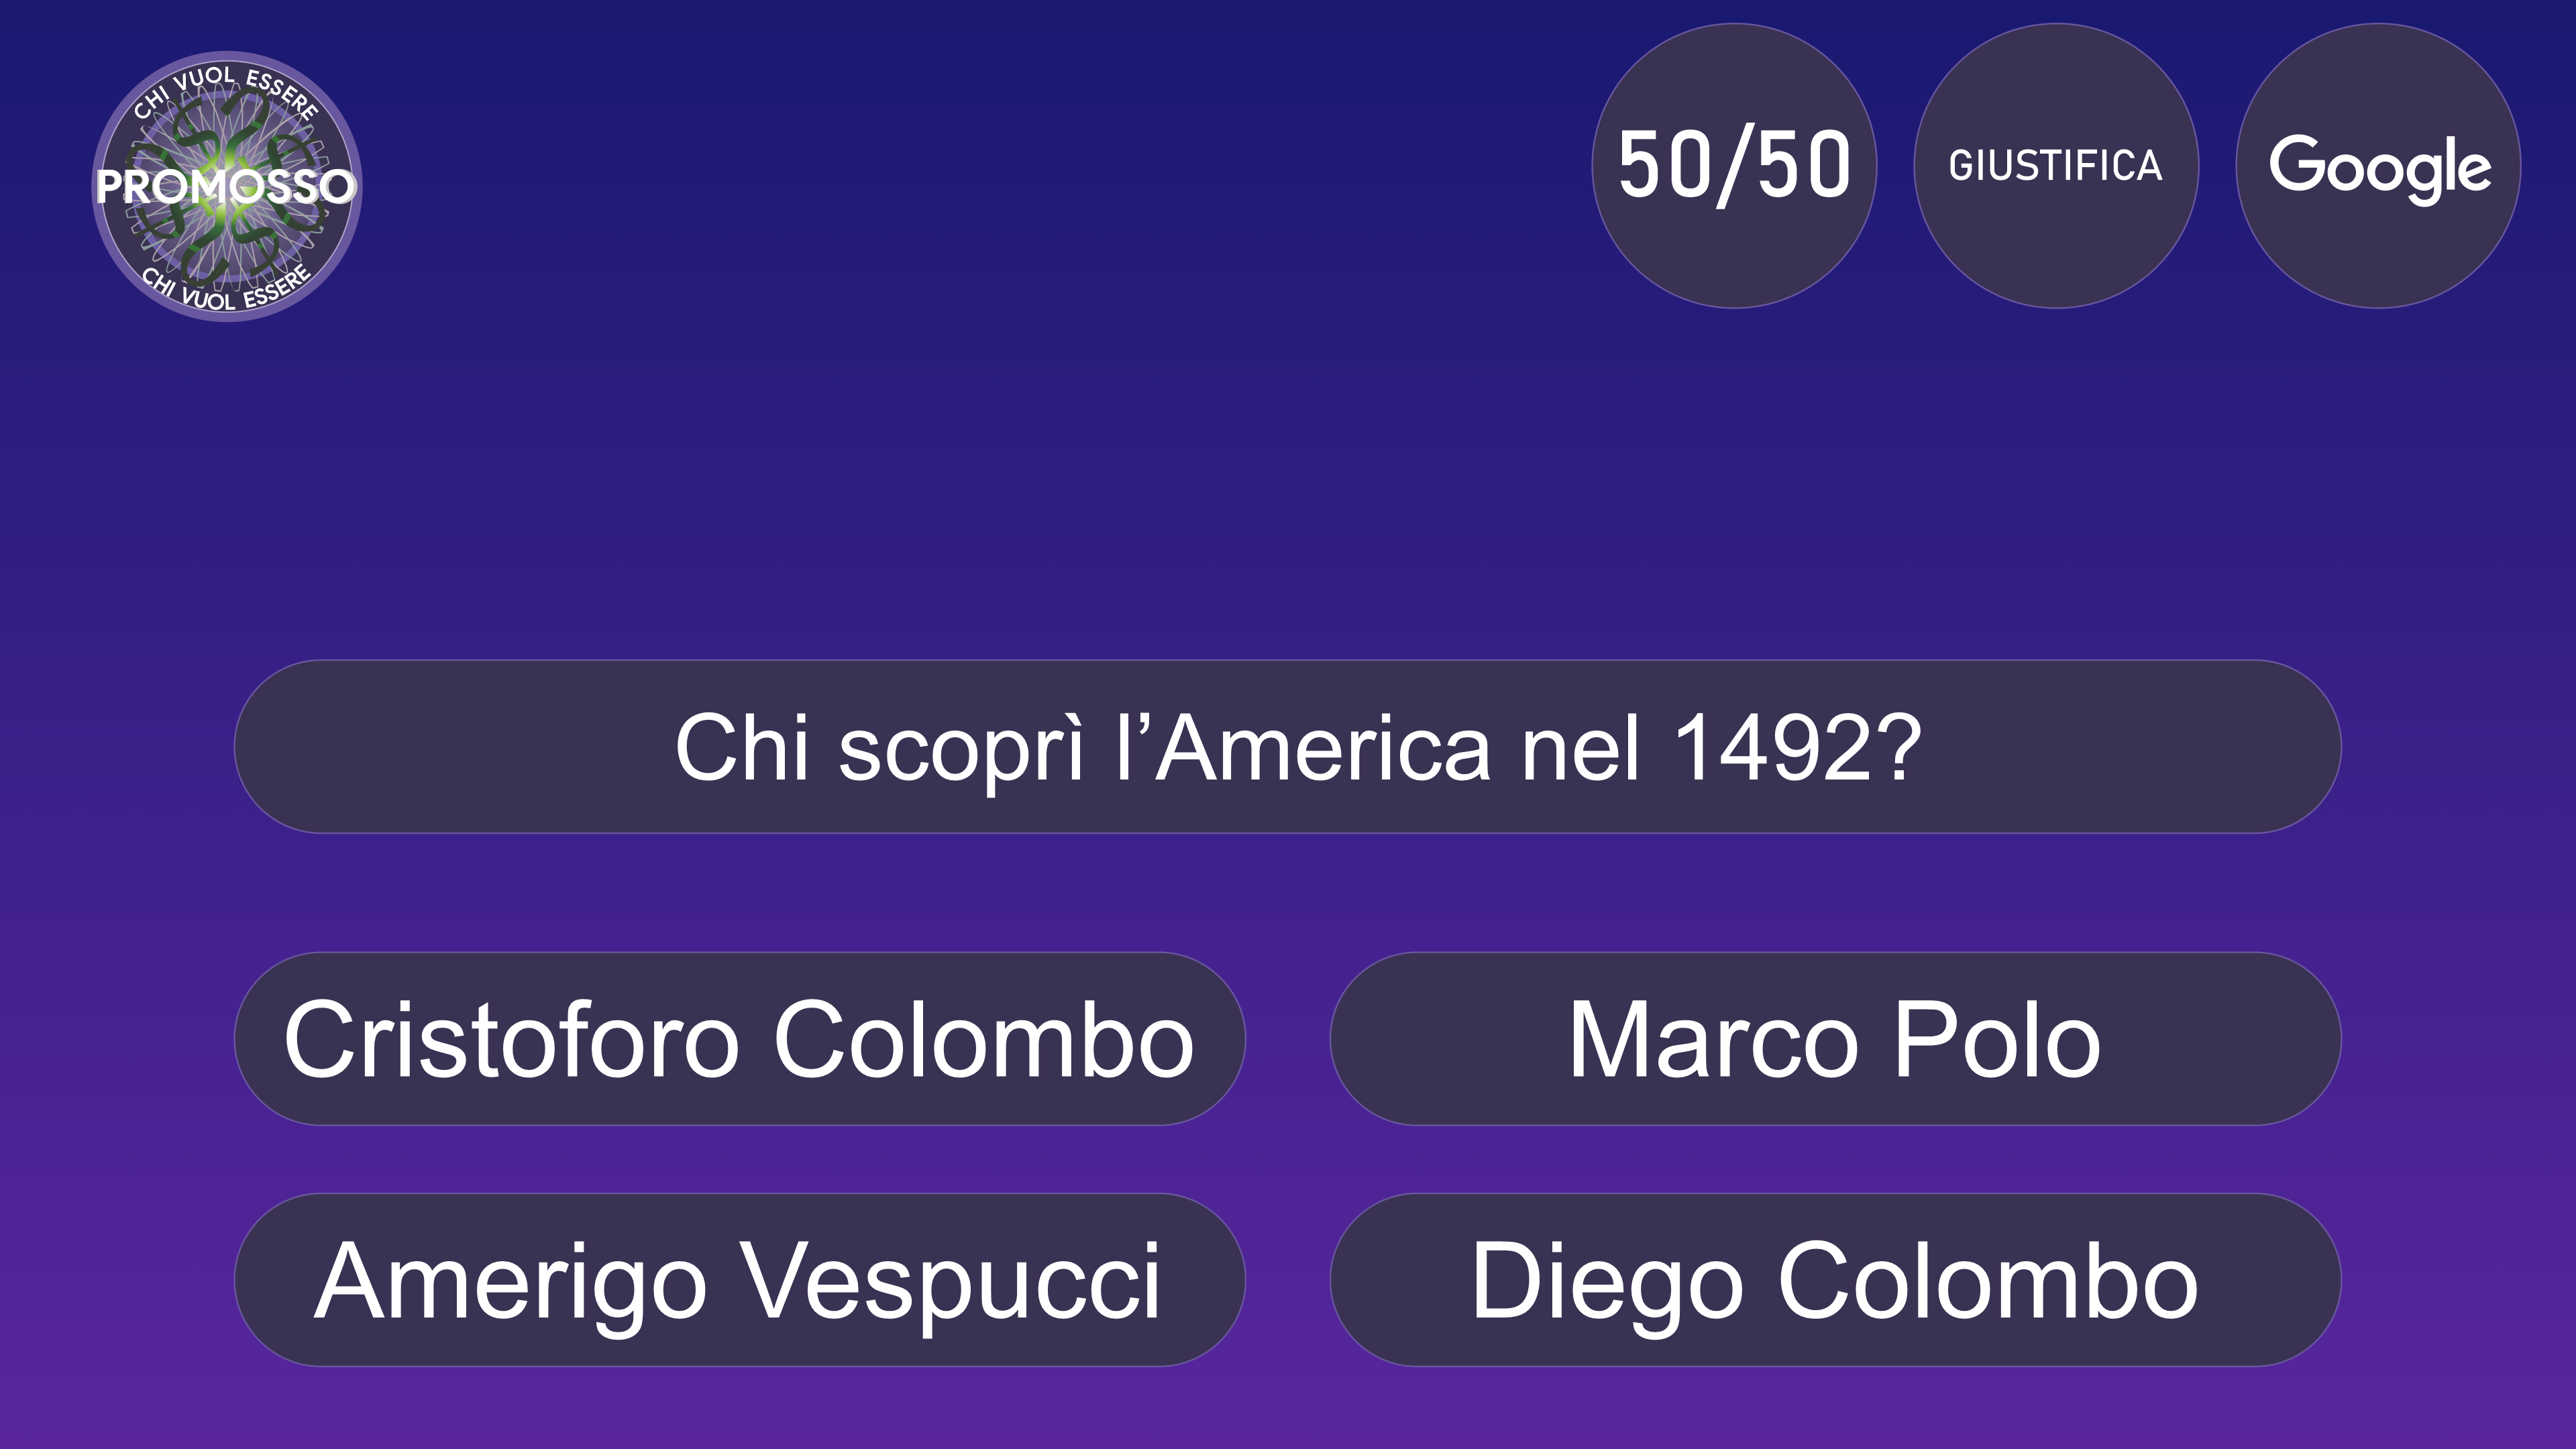 CHI VUOL ESSERE
PROMOSSO
CHI VUOL ESSERE
50/50
GIUSTIFICA
Google
Chi scoprì l’America nel 1492?
Cristoforo Colombo
Marco Polo
Amerigo Vespucci
Diego Colombo